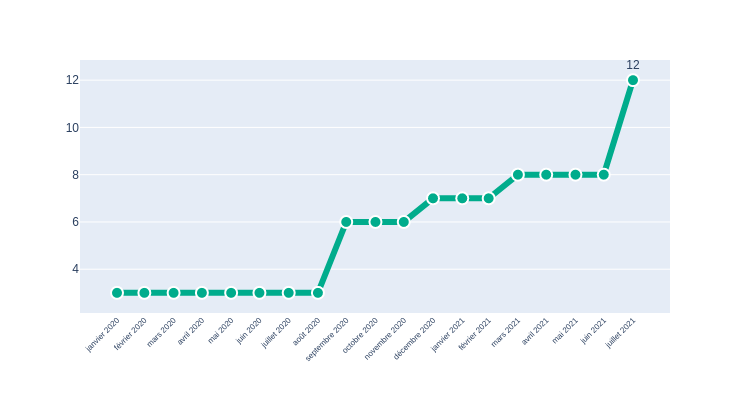 12
12
10
8
6
4
janvier 2020
février 2020
mars 2020
avril 2020
mai 2020
juin 2020
juillet 2020
août 2020
septembre 2020
octobre 2020
novembre 2020
décembre 2020
janvier 2021
février 2021
mars 2021
avril 2021
mai 2021
juin 2021
juillet 2021